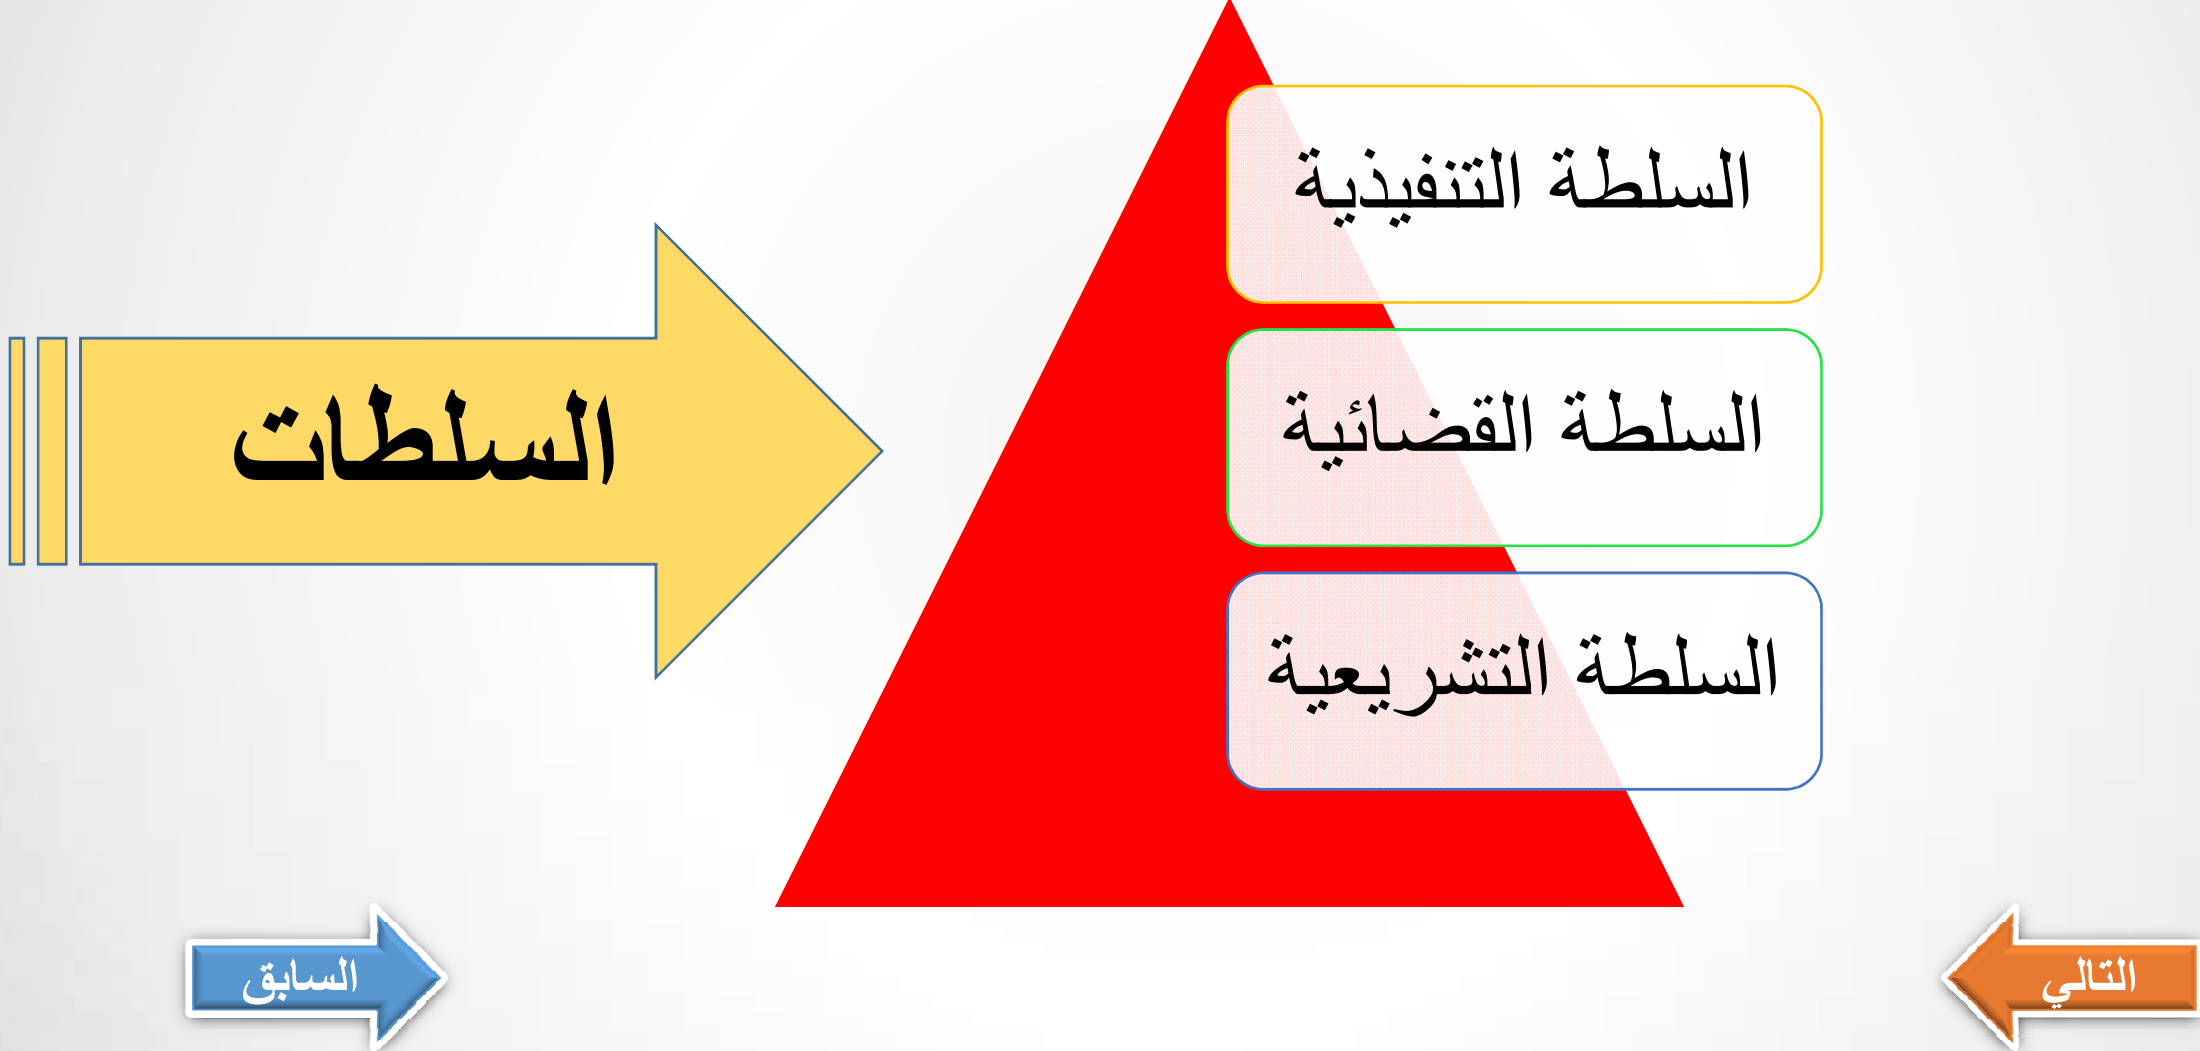 السلطات
السلطة التنفيذية
السلطة القضائية
السلطة التشريعية
التالي
السابق